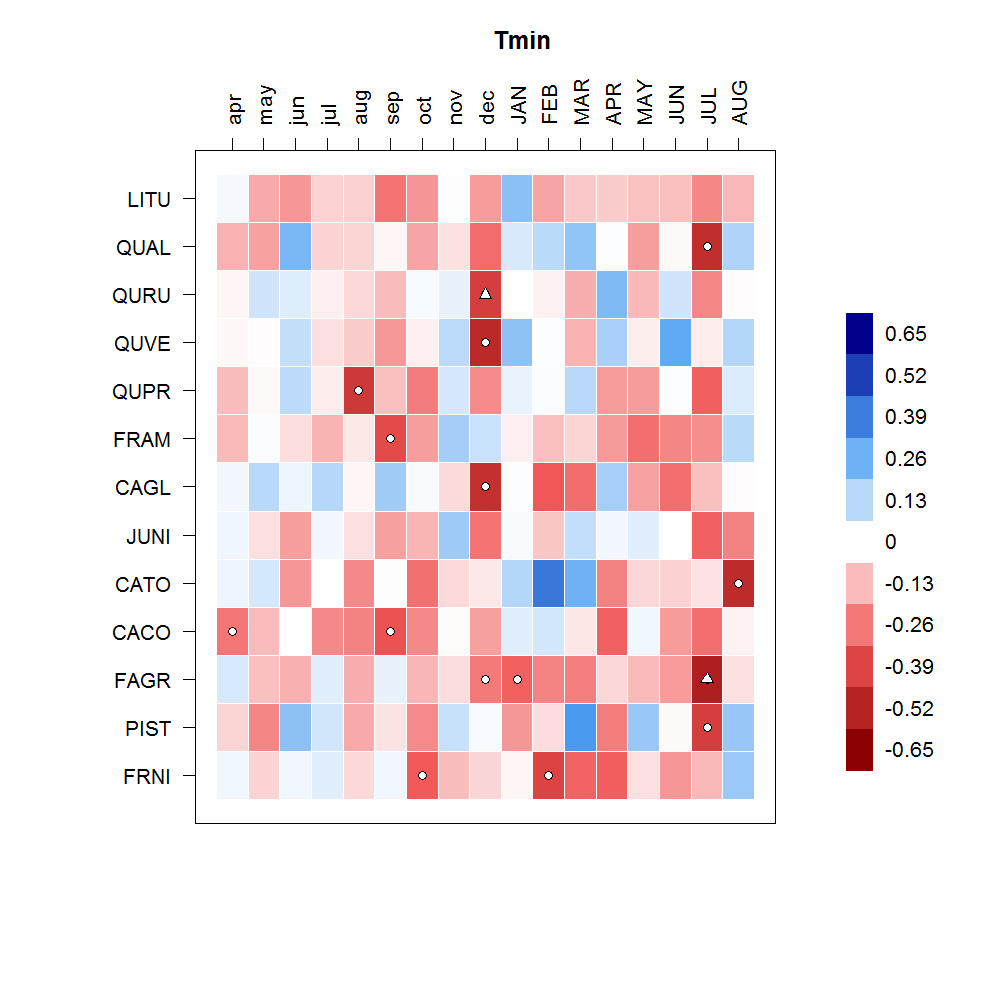 Tmin
apr may jun jul aug sep oct nov dec JAN FEB MAR APR MAY JUN JUL AUG
LITU
QUAL
QURU
QUVE
QUPR
FRAM
CAGL
JUNI
CATO
CACO
FAGR
PIST
FRNI
0.65
0.52
0.39
0.26
0.13
0
-0.13
-0.26
-0.39
-0.52
-0.65